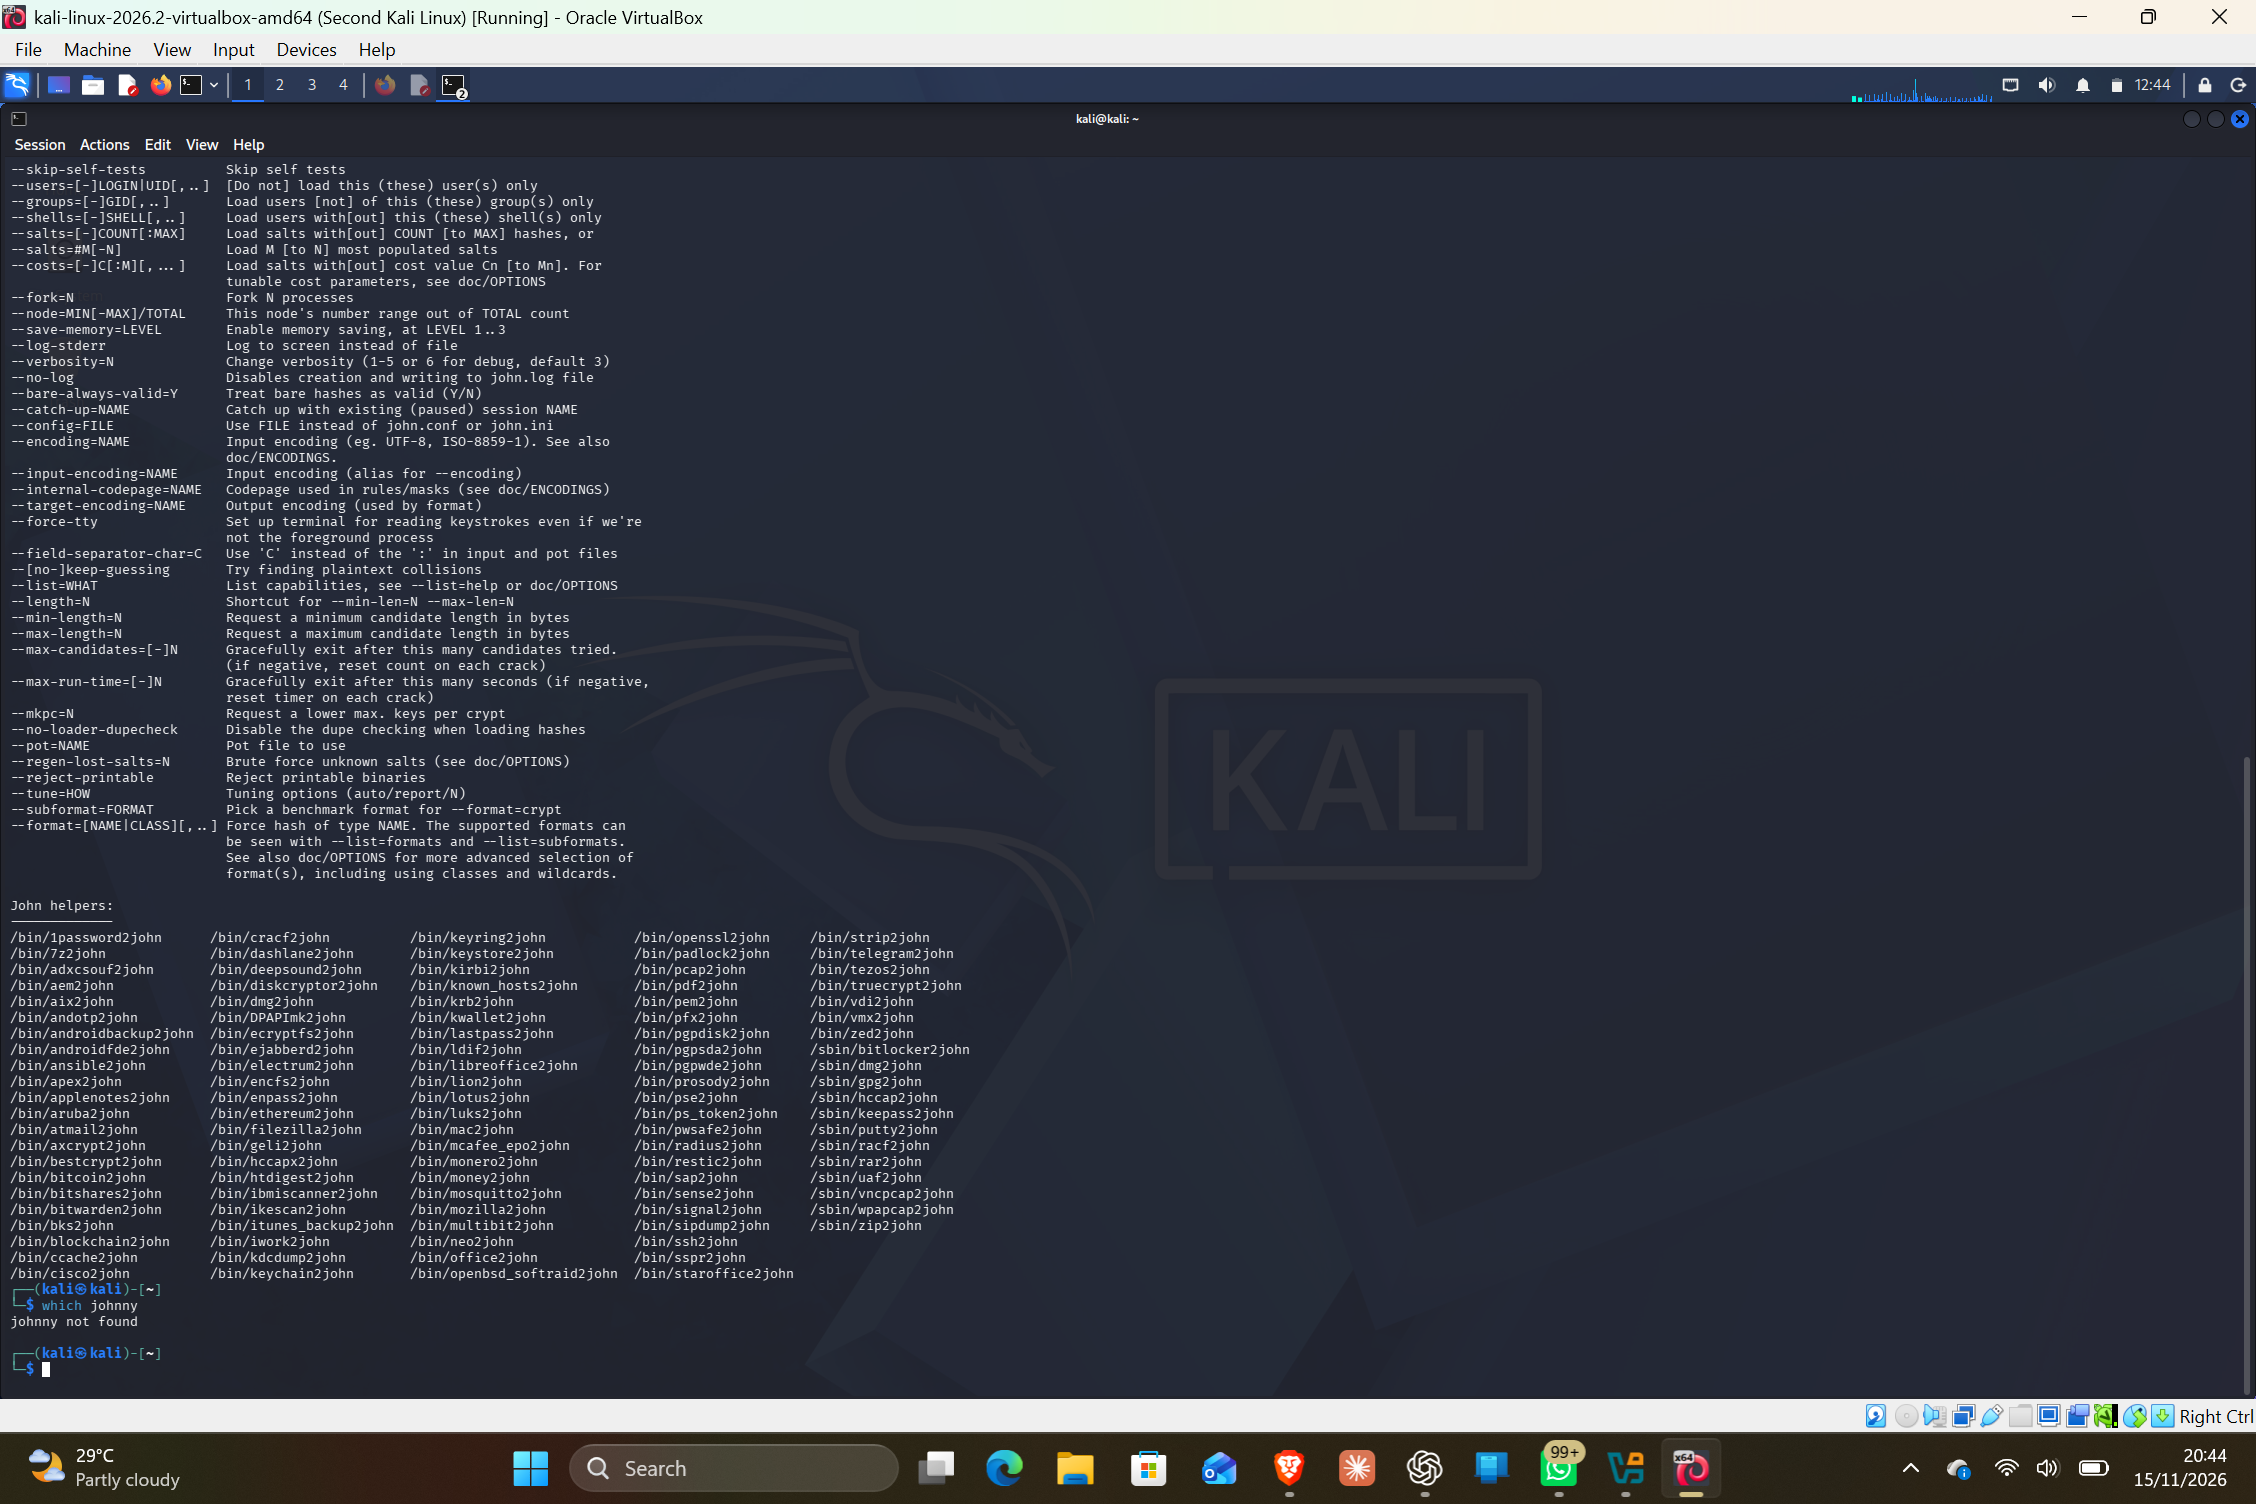 kali-linux-2026.2-virtualbox-amd64 (Second Kali Linux) [Running] - Oracle VirtualBox
File Machine View Input Devices Help
1 2 3 4 2 12:44
kali@kali: ~
Session Actions Edit View Help
--skip-self-tests Skip self tests
--users=[-]LOGIN|UID[,..] [Do not] load this (these) user(s) only
--groups=[-]GID[,..] Load users [not] of this (these) group(s) only
--shells=[-]SHELL[,..] Load users with[out] this (these) shell(s) only
--salts=[-]COUNT[:MAX] Load salts with[out] COUNT [to MAX] hashes, or
--salts=#M[-N] Load M [to N] most populated salts
--costs=[-]C[:M][,...] Load salts with[out] cost value Cn [to Mn]. For
tunable cost parameters, see doc/OPTIONS
--fork=N Fork N processes
--node=MIN[-MAX]/TOTAL This node's number range out of TOTAL count
--save-memory=LEVEL Enable memory saving, at LEVEL 1..3
--log-stderr Log to screen instead of file
--verbosity=N Change verbosity (1-5 or 6 for debug, default 3)
--no-log Disables creation and writing to john.log file
--bare-always-valid=Y Treat bare hashes as valid (Y/N)
--catch-up=NAME Catch up with existing (paused) session NAME
--config=FILE Use FILE instead of john.conf or john.ini
--encoding=NAME Input encoding (eg. UTF-8, ISO-8859-1). See also
doc/ENCODINGS.
--input-encoding=NAME Input encoding (alias for --encoding)
--internal-codepage=NAME Codepage used in rules/masks (see doc/ENCODINGS)
--target-encoding=NAME Output encoding (used by format)
--force-tty Set up terminal for reading keystrokes even if we're
not the foreground process
--field-separator-char=C Use 'C' instead of the ':' in input and pot files
--[no-]keep-guessing Try finding plaintext collisions
--list=WHAT List capabilities, see --list=help or doc/OPTIONS
--length=N Shortcut for --min-len=N --max-len=N
--min-length=N Request a minimum candidate length in bytes
--max-length=N Request a maximum candidate length in bytes
--max-candidates=[-]N Gracefully exit after this many candidates tried.
(if negative, reset count on each crack)
--max-run-time=[-]N Gracefully exit after this many seconds (if negative,
reset timer on each crack)
--mkpc=N Request a lower max. keys per crypt
--no-loader-dupecheck Disable the dupe checking when loading hashes
--pot=NAME Pot file to use
--regen-lost-salts=N Brute force unknown salts (see doc/OPTIONS)
--reject-printable Reject printable binaries
--tune=HOW Tuning options (auto/report/N)
--subformat=FORMAT Pick a benchmark format for --format=crypt
--format=[NAME|CLASS][,..] Force hash of type NAME. The supported formats can
be seen with --list=formats and --list=subformats.
See also doc/OPTIONS for more advanced selection of
format(s), including using classes and wildcards.
KALI
John helpers:
/bin/1password2john /bin/cracf2john /bin/keyring2john /bin/openssl2john /bin/strip2john
/bin/7z2john /bin/dashlane2john /bin/keystore2john /bin/padlock2john /bin/telegram2john
/bin/adxcsouf2john /bin/deepsound2john /bin/kirbi2john /bin/pcap2john /bin/tezos2john
/bin/aem2john /bin/diskcryptor2john /bin/known_hosts2john /bin/pdf2john /bin/truecrypt2john
/bin/aix2john /bin/dmg2john /bin/krb2john /bin/pem2john /bin/vdi2john
/bin/andotp2john /bin/DPAPImk2john /bin/kwallet2john /bin/pfx2john /bin/vmx2john
/bin/androidbackup2john /bin/ecryptfs2john /bin/lastpass2john /bin/pgpdisk2john /bin/zed2john
/bin/androidfde2john /bin/ejabberd2john /bin/ldif2john /bin/pgpsda2john /sbin/bitlocker2john
/bin/ansible2john /bin/electrum2john /bin/libreoffice2john /bin/pgpwde2john /sbin/dmg2john
/bin/apex2john /bin/encfs2john /bin/lion2john /bin/prosody2john /sbin/gpg2john
/bin/applenotes2john /bin/enpass2john /bin/lotus2john /bin/pse2john /sbin/hccap2john
/bin/aruba2john /bin/ethereum2john /bin/luks2john /bin/ps_token2john /sbin/keepass2john
/bin/atmail2john /bin/filezilla2john /bin/mac2john /bin/pwsafe2john /sbin/putty2john
/bin/axcrypt2john /bin/geli2john /bin/mcafee_epo2john /bin/radius2john /sbin/racf2john
/bin/bestcrypt2john /bin/hccapx2john /bin/monero2john /bin/restic2john /sbin/rar2john
/bin/bitcoin2john /bin/htdigest2john /bin/money2john /bin/sap2john /sbin/uaf2john
/bin/bitshares2john /bin/ibmiscanner2john /bin/mosquitto2john /bin/sense2john /sbin/vncpcap2john
/bin/bitwarden2john /bin/ikescan2john /bin/mozilla2john /bin/signal2john /sbin/wpapcap2john
/bin/bks2john /bin/itunes_backup2john /bin/multibit2john /bin/sipdump2john /sbin/zip2john
/bin/blockchain2john /bin/iwork2john /bin/neo2john /bin/ssh2john
/bin/ccache2john /bin/kdcdump2john /bin/office2john /bin/sspr2john
/bin/cisco2john /bin/keychain2john /bin/openbsd_softraid2john /bin/staroffice2john
┌──(kali㉿kali)-[~]
└─$ which johnny
johnny not found
┌──(kali㉿kali)-[~]
└─$
Right Ctrl
29°C
Partly cloudy
Search
99+
20:44
15/11/2026